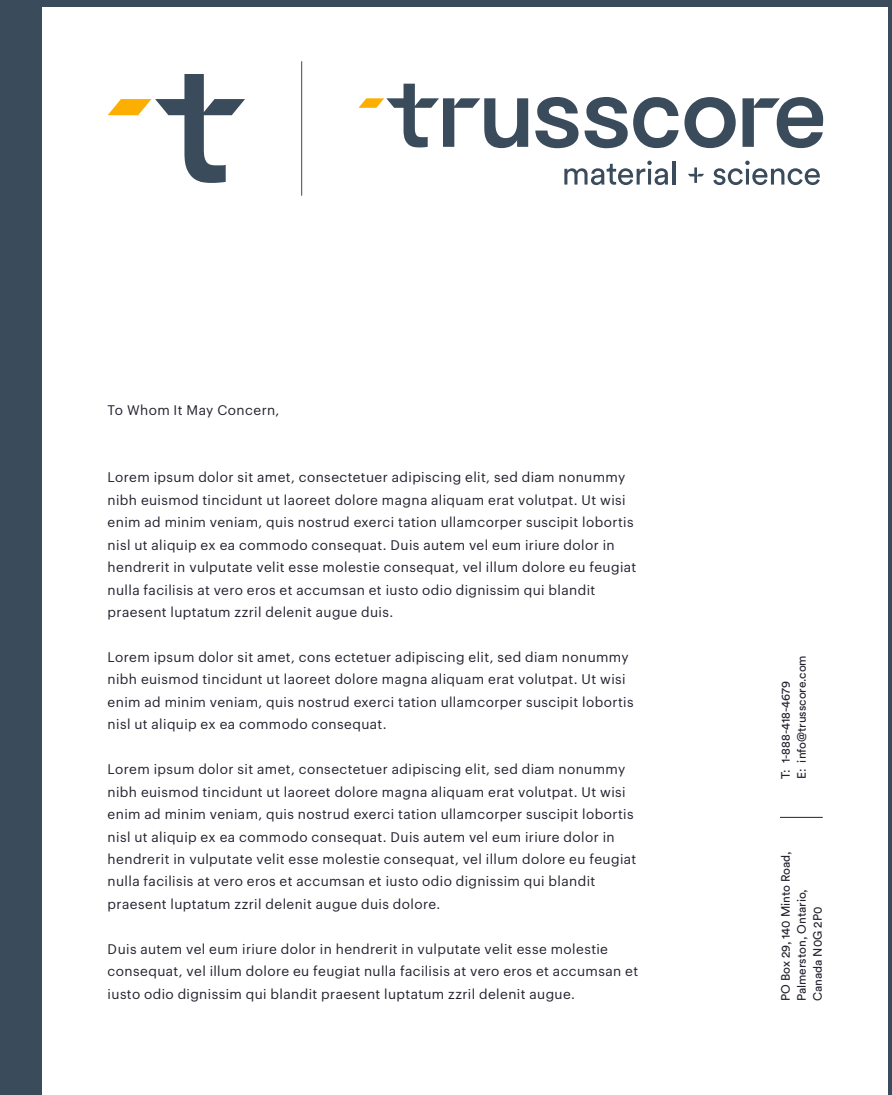 t
trusscore
material + science
To Whom It May Concern,
Lorem ipsum dolor sit amet, consectetuer adipiscing elit, sed diam nonummy
nibh euismod tincidunt ut laoreet dolore magna aliquam erat volutpat. Ut wisi
enim ad minim veniam, quis nostrud exerci tation ullamcorper suscipit lobortis
nisl ut aliquip ex ea commodo consequat. Duis autem vel eum iriure dolor in
hendrerit in vulputate velit esse molestie consequat, vel illum dolore eu feugiat
nulla facilisis at vero eros et accumsan et iusto odio dignissim qui blandit
praesent luptatum zzril delenit augue duis.
Lorem ipsum dolor sit amet, cons ectetuer adipiscing elit, sed diam nonummy
nibh euismod tincidunt ut laoreet dolore magna aliquam erat volutpat. Ut wisi
enim ad minim veniam, quis nostrud exerci tation ullamcorper suscipit lobortis
nisl ut aliquip ex ea commodo consequat.
Lorem ipsum dolor sit amet, consectetuer adipiscing elit, sed diam nonummy
nibh euismod tincidunt ut laoreet dolore magna aliquam erat volutpat. Ut wisi
enim ad minim veniam, quis nostrud exerci tation ullamcorper suscipit lobortis
nisl ut aliquip ex ea commodo consequat. Duis autem vel eum iriure dolor in
hendrerit in vulputate velit esse molestie consequat, vel illum dolore eu feugiat
nulla facilisis at vero eros et accumsan et iusto odio dignissim qui blandit
praesent luptatum zzril delenit augue duis dolore.
Duis autem vel eum iriure dolor in hendrerit in vulputate velit esse molestie
consequat, vel illum dolore eu feugiat nulla facilisis at vero eros et accumsan et
iusto odio dignissim qui blandit praesent luptatum zzril delenit augue.
PO Box 29, 140 Minto Road,
Palmerston, Ontario,
Canada N0G 2P0
T: 1-888-418-4679
E: info@trusscore.com